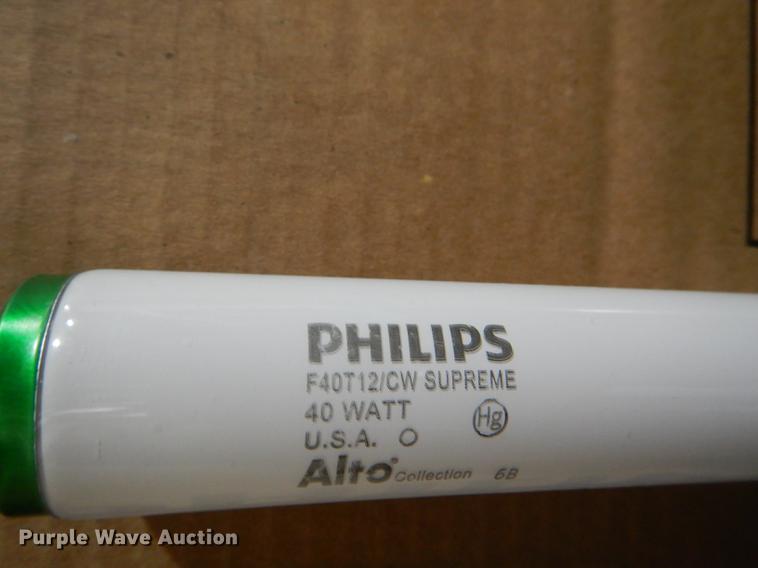 PHILIPS
F40T12/CW SUPREME
40 WATT
Hg
U.S.A.
Alto® Collection 6B
Purple Wave Auction